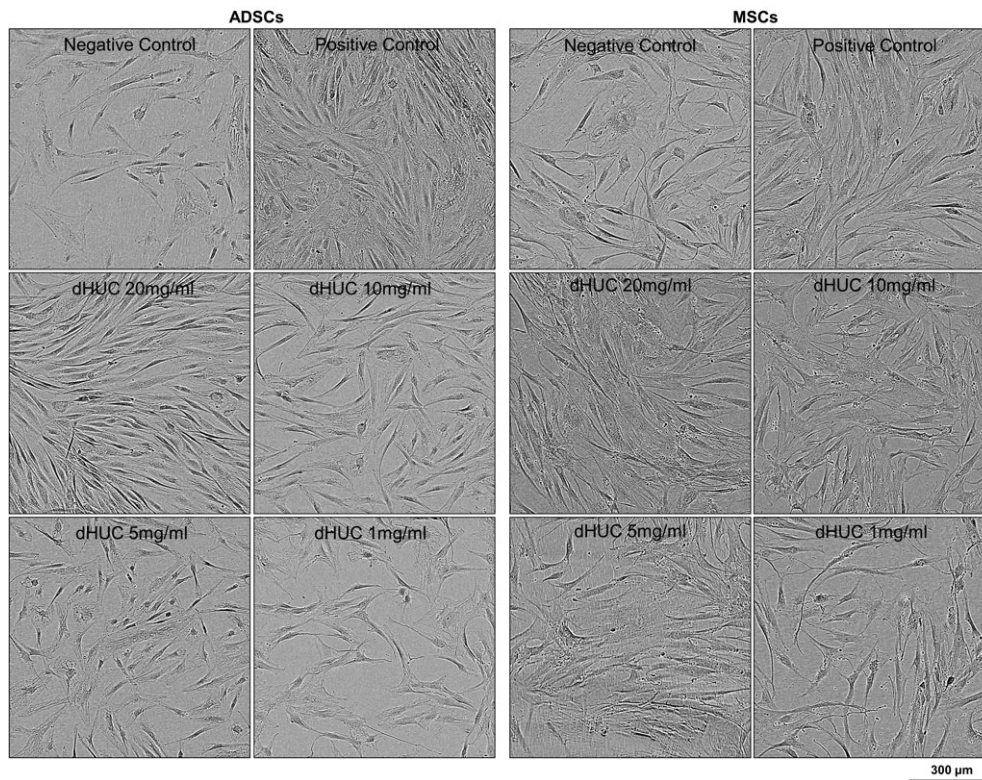 ADSCs
MSCs
Negative Control
Positive Control
Negative Control
Positive Control
dHUC 20mg/ml
dHUC 10mg/ml
dHUC 20mg/ml
dHUC 10mg/ml
dHUC 5mg/ml
dHUC 1mg/ml
dHUC 5mg/ml
dHUC 1mg/ml
300 µm